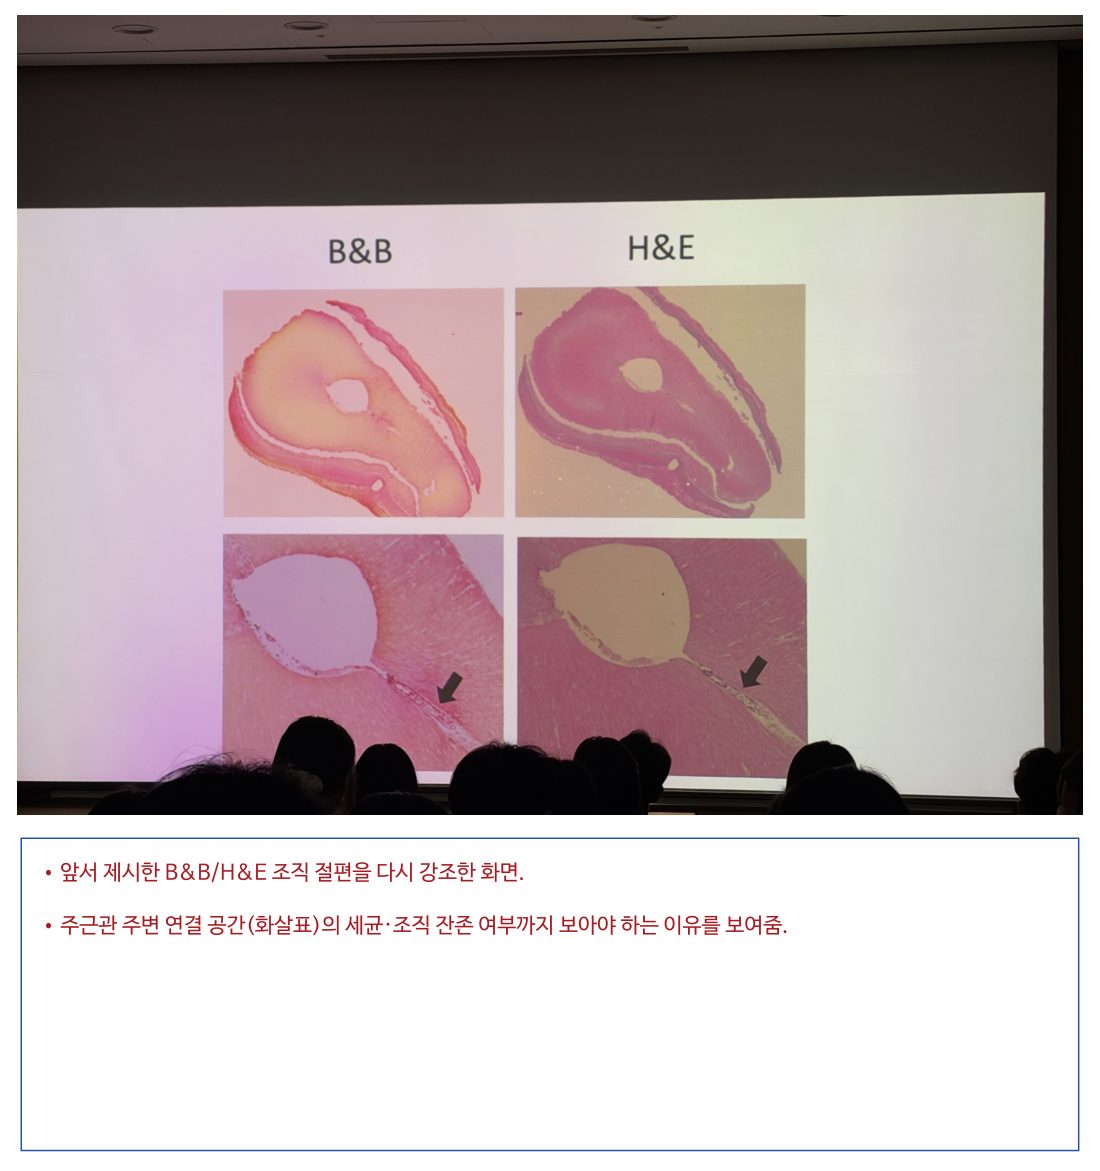 B&B
H&E
• 앞서 제시한 B&B/H&E 조직 절편을 다시 강조한 화면.
• 주근관 주변 연결 공간(화살표)의 세균·조직 잔존 여부까지 보아야 하는 이유를 보여줌.